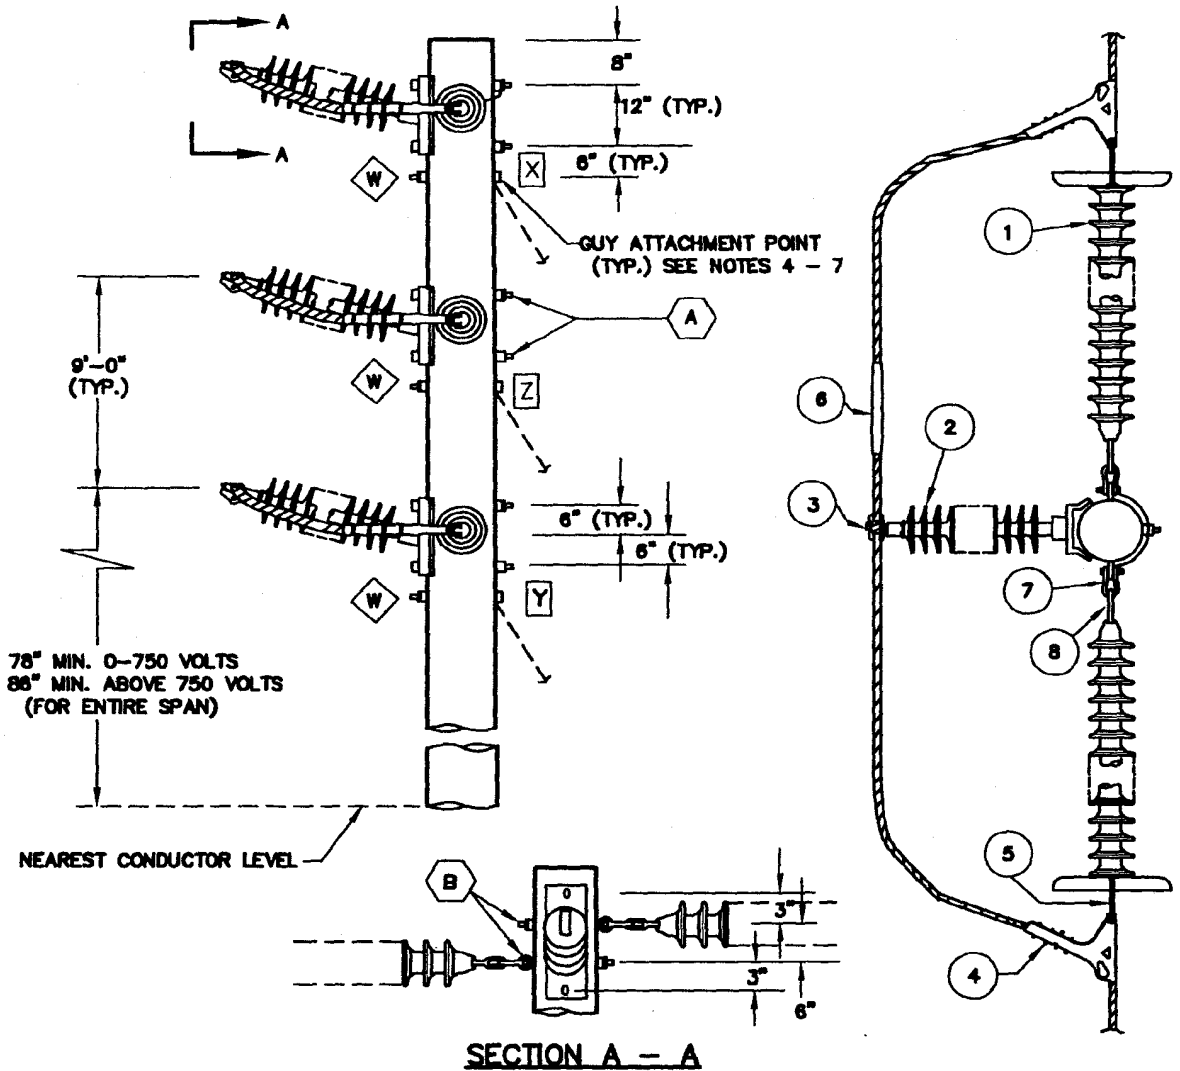 A
8"
12" (TYP.)
A
6" (TYP.)
W
X
1
GUY ATTACHMENT POINT
(TYP.) SEE NOTES 4 – 7
A
9'-0"
(TYP.)
W
Z
6
2
3
6" (TYP.)
6" (TYP.)
W
Y
7
8
78" MIN. 0-750 VOLTS
86" MIN. ABOVE 750 VOLTS
(FOR ENTIRE SPAN)
NEAREST CONDUCTOR LEVEL
B
5
3"
3"
4
6"
SECTION A – A